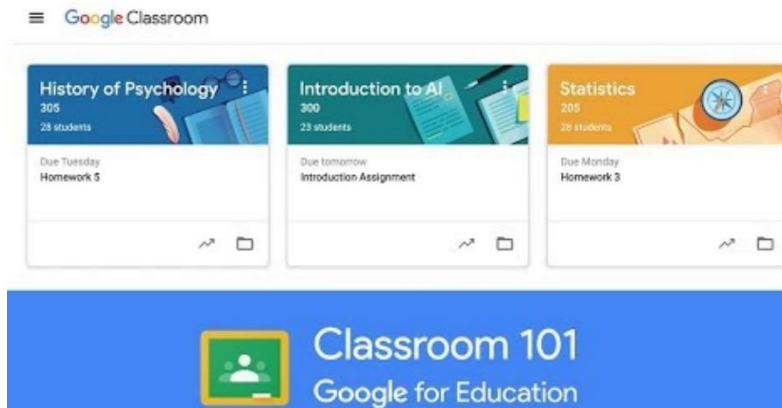 Google Classroom
History of Psychology
305
28 students
Due Tuesday
Homework 5
Introduction to AI
300
23 students
Due tomorrow
Introduction Assignment
Statistics
205
28 students
Due Monday
Homework 3
Classroom 101
Google for Education